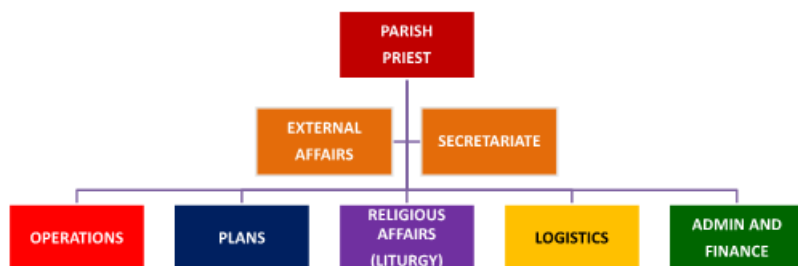 PARISH
PRIEST
EXTERNAL
AFFAIRS
SECRETARIATE
OPERATIONS
PLANS
RELIGIOUS
AFFAIRS
(LITURGY)
LOGISTICS
ADMIN AND
FINANCE